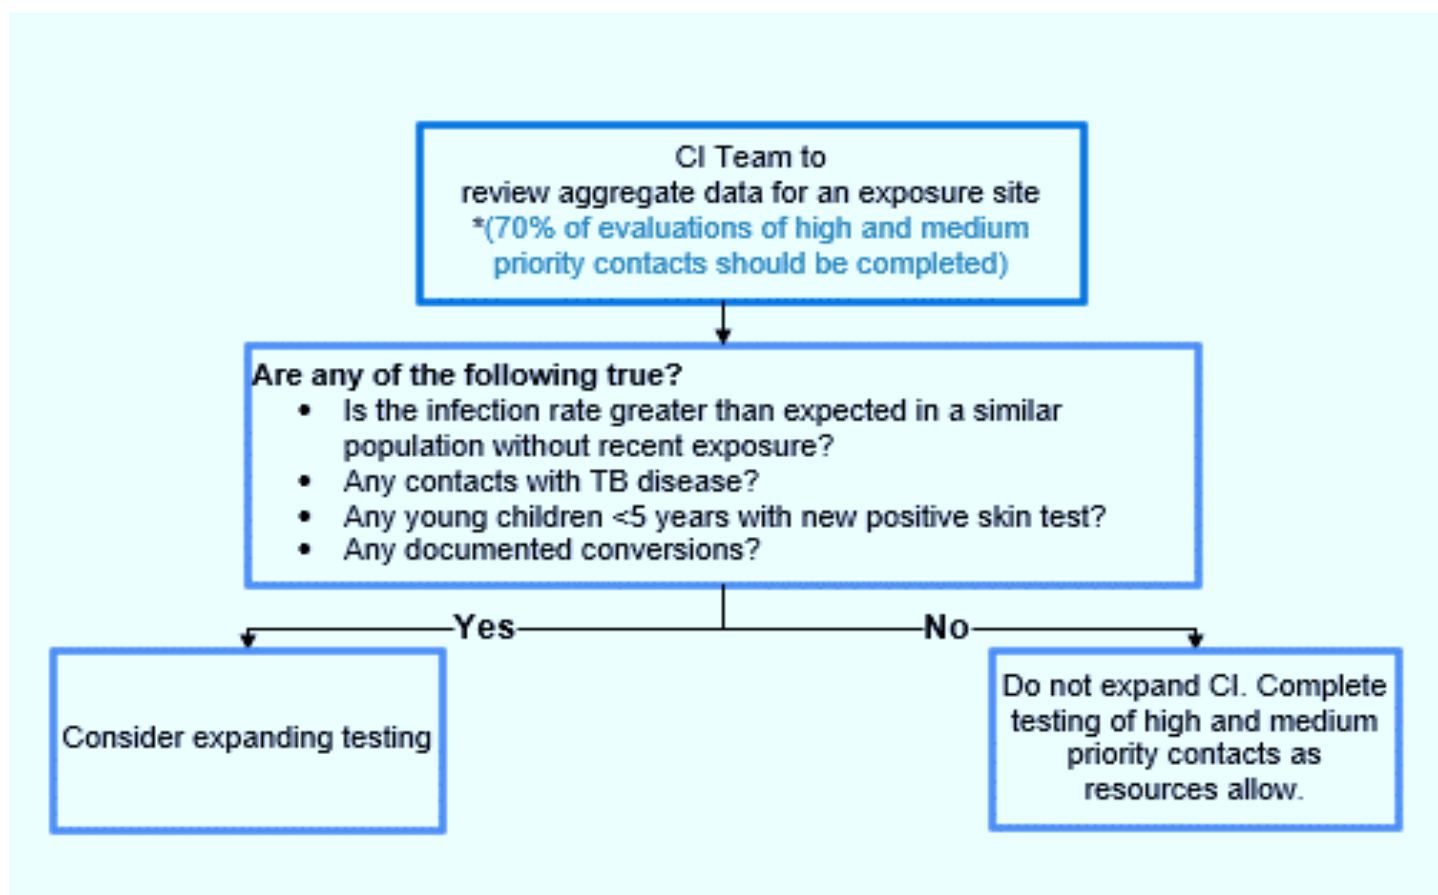 CI Team to
review aggregate data for an exposure site
*(70% of evaluations of high and medium
priority contacts should be completed)
Are any of the following true?
• Is the infection rate greater than expected in a similar
population without recent exposure?
• Any contacts with TB disease?
• Any young children <5 years with new positive skin test?
• Any documented conversions?
Yes
No
Consider expanding testing
Do not expand CI. Complete
testing of high and medium
priority contacts as
resources allow.